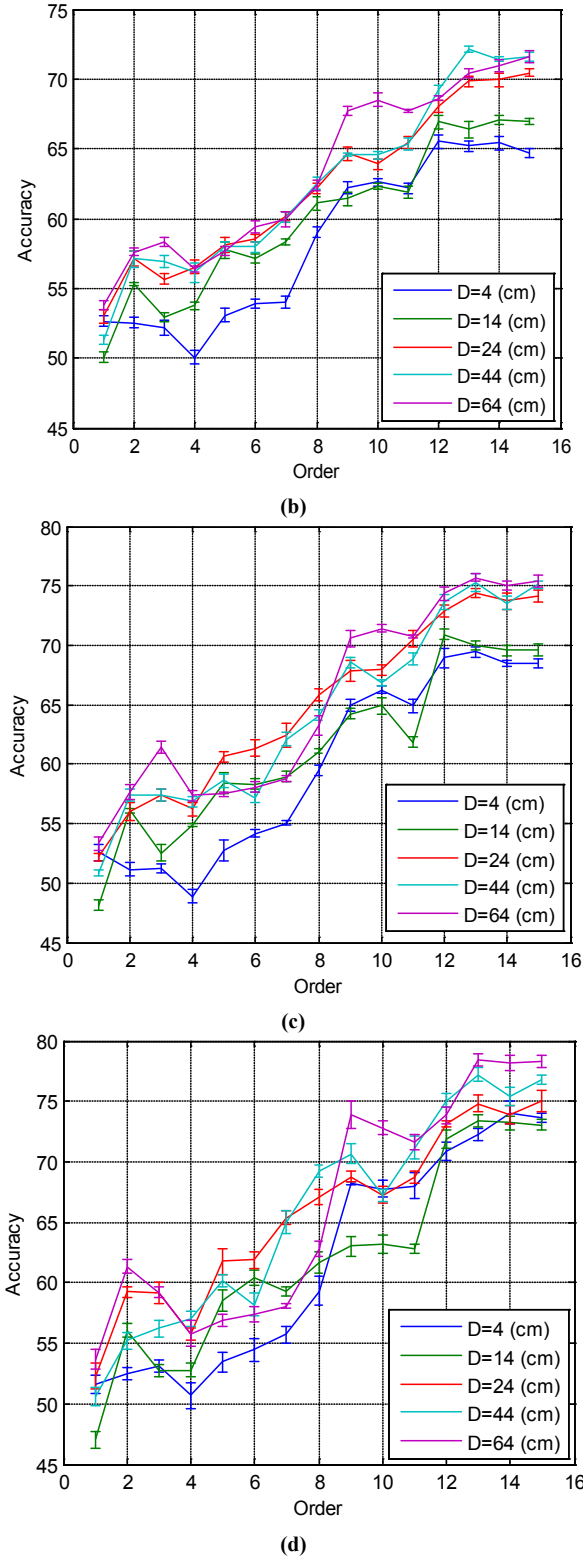 75
70
65
60
55
50
45
0 2 4 6 8 10 12 14 16
Accuracy
Order
D=4 (cm)
D=14 (cm)
D=24 (cm)
D=44 (cm)
D=64 (cm)
(b)
80
75
70
65
60
55
50
45
0 2 4 6 8 10 12 14 16
Accuracy
Order
D=4 (cm)
D=14 (cm)
D=24 (cm)
D=44 (cm)
D=64 (cm)
(c)
80
75
70
65
60
55
50
45
0 2 4 6 8 10 12 14 16
Accuracy
Order
D=4 (cm)
D=14 (cm)
D=24 (cm)
D=44 (cm)
D=64 (cm)
(d)